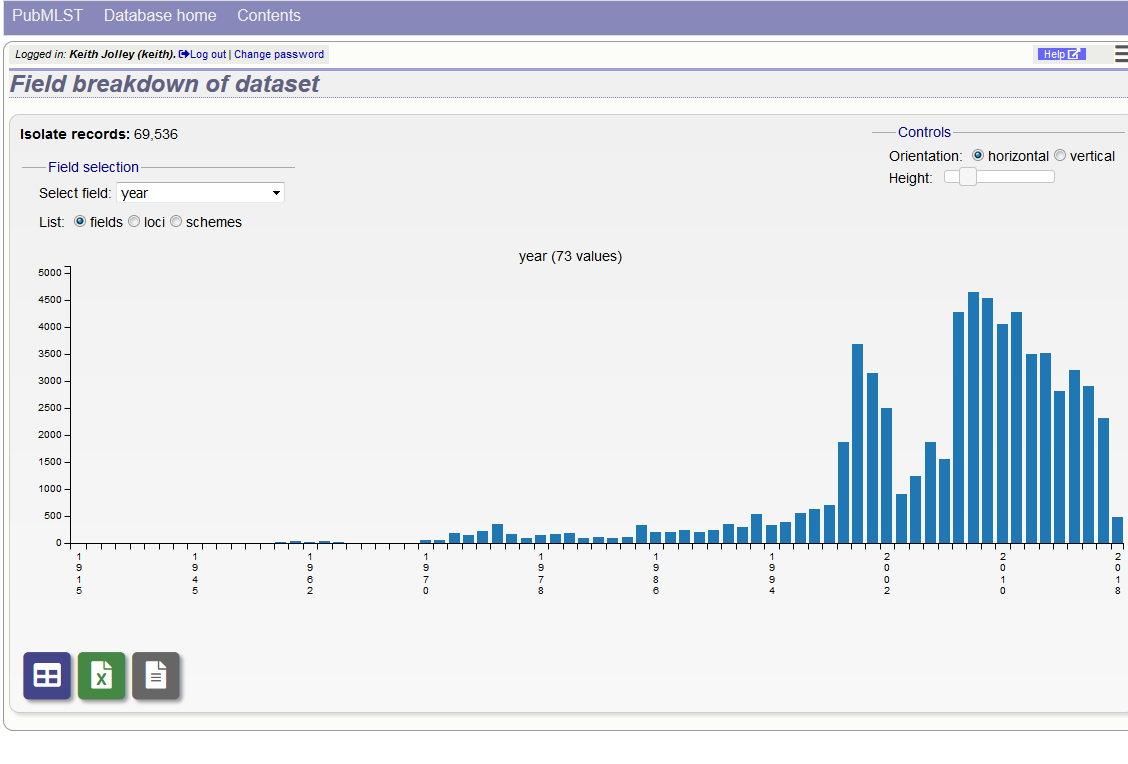 PubMLST Database home Contents
Logged in: Keith Jolley (keith). Log out | Change password Help
Field breakdown of dataset
Isolate records: 69,536
Controls
Orientation: horizontal vertical
Height:
Field selection
Select field: year
List: fields loci schemes
year (73 values)
5000
4500
4000
3500
3000
2500
2000
1500
1000
500
0
1915 1945 1962 1970 1978 1986 1994 2002 2010 2018
X